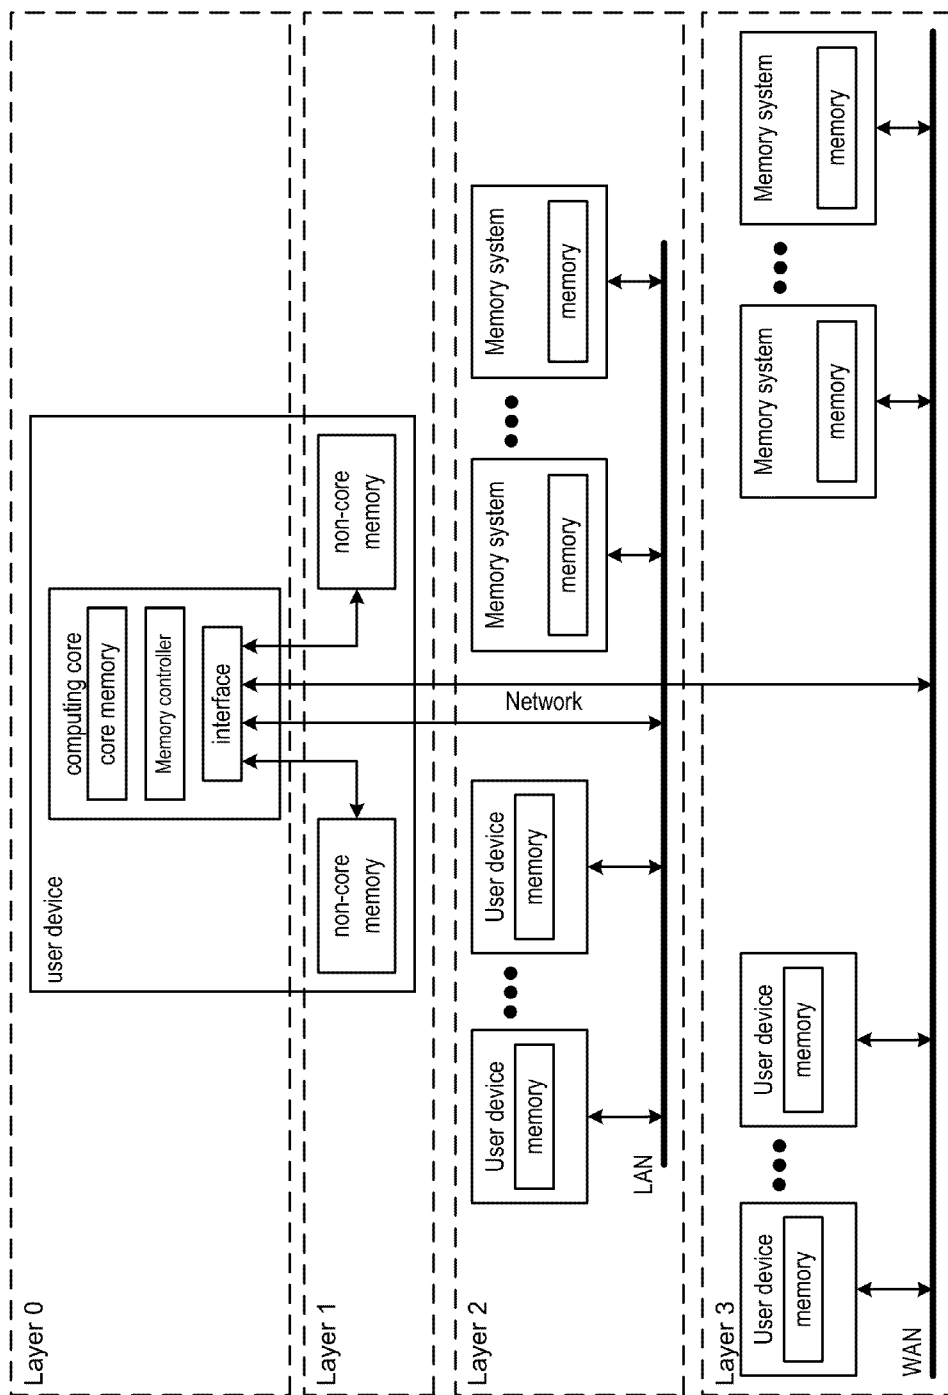 Layer 0
user device
computing core
core memory
Memory controller
interface
Layer 1
non-core
memory
non-core
memory
Network
Layer 2
User device
memory
User device
memory
Memory system
memory
Memory system
memory
LAN
Layer 3
User device
memory
User device
memory
Memory system
memory
Memory system
memory
WAN